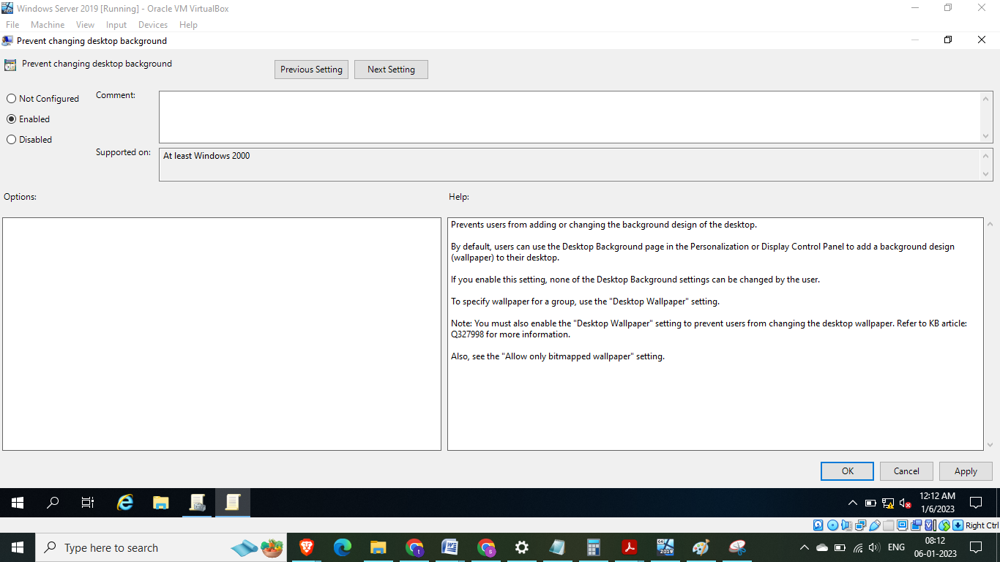 Windows Server 2019 [Running] - Oracle VM VirtualBox
File Machine View Input Devices Help
Prevent changing desktop background
Prevent changing desktop background
Previous Setting Next Setting
Not Configured
Comment:
Enabled
Disabled
Supported on:
At least Windows 2000
Options:
Help:
Prevents users from adding or changing the background design of the desktop.
By default, users can use the Desktop Background page in the Personalization or Display Control Panel to add a background design
(wallpaper) to their desktop.
If you enable this setting, none of the Desktop Background settings can be changed by the user.
To specify wallpaper for a group, use the "Desktop Wallpaper" setting.
Note: You must also enable the "Desktop Wallpaper" setting to prevent users from changing the desktop wallpaper. Refer to KB article:
Q327998 for more information.
Also, see the "Allow only bitmapped wallpaper" setting.
OK Cancel Apply
12:12 AM
1/6/2023
Right Ctrl
Type here to search
ENG
08:12
06-01-2023